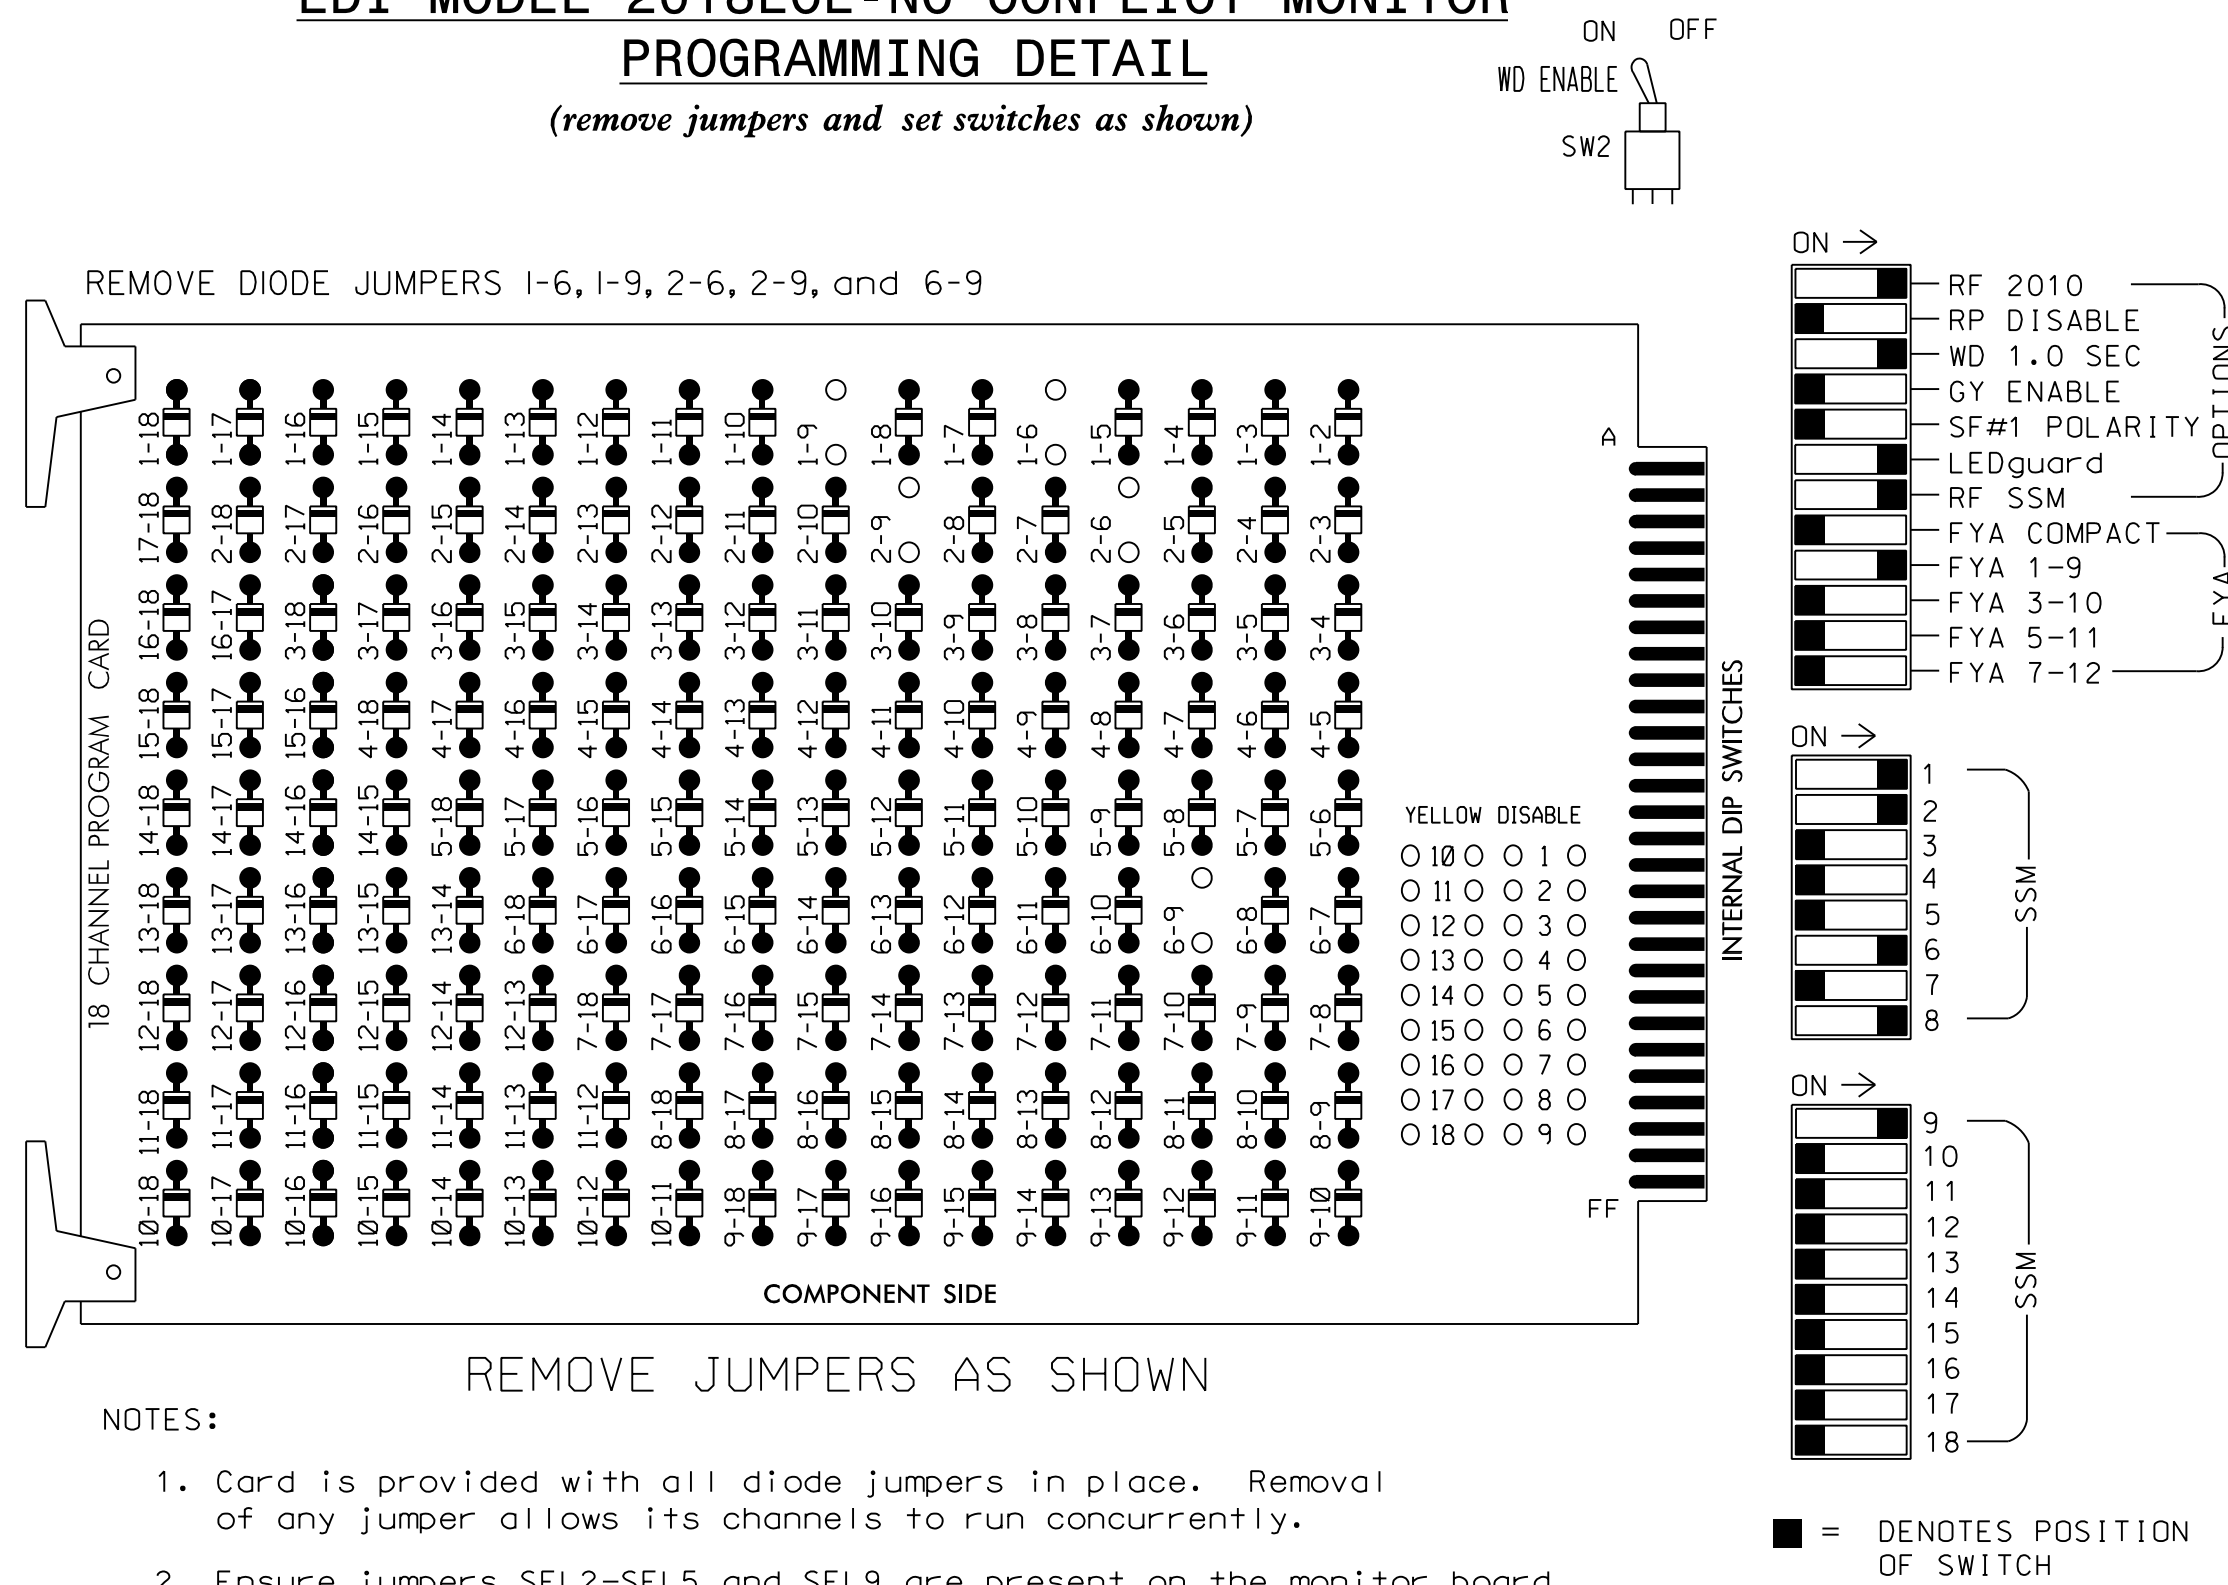 PROGRAMMING DETAIL
(remove jumpers and set switches as shown)
ON OFF
WD ENABLE
SW2
REMOVE DIODE JUMPERS 1-6, 1-9, 2-6, 2-9, and 6-9
18 CHANNEL PROGRAM CARD
1-18 1-17 1-16 1-15 1-14 1-13 1-12 1-11 1-10 1-9 1-8 1-7 1-6 1-5 1-4 1-3 1-2
17-18 2-18 2-17 2-16 2-15 2-14 2-13 2-12 2-11 2-10 2-9 2-8 2-7 2-6 2-5 2-4 2-3
16-18 16-17 3-18 3-17 3-16 3-15 3-14 3-13 3-12 3-11 3-10 3-9 3-8 3-7 3-6 3-5 3-4
15-18 15-17 15-16 4-18 4-17 4-16 4-15 4-14 4-13 4-12 4-11 4-10 4-9 4-8 4-7 4-6 4-5
14-18 14-17 14-16 14-15 5-18 5-17 5-16 5-15 5-14 5-13 5-12 5-11 5-10 5-9 5-8 5-7 5-6
13-18 13-17 13-16 13-15 13-14 6-18 6-17 6-16 6-15 6-14 6-13 6-12 6-11 6-10 6-9 6-8 6-7
12-18 12-17 12-16 12-15 12-14 12-13 7-18 7-17 7-16 7-15 7-14 7-13 7-12 7-11 7-10 7-9 7-8
11-18 11-17 11-16 11-15 11-14 11-13 11-12 8-18 8-17 8-16 8-15 8-14 8-13 8-12 8-11 8-10 8-9
10-18 10-17 10-16 10-15 10-14 10-13 10-12 10-11 9-18 9-17 9-16 9-15 9-14 9-13 9-12 9-11 9-10
A
YELLOW DISABLE
10 1
11 2
12 3
13 4
14 5
15 6
16 7
17 8
18 9
FF
COMPONENT SIDE
INTERNAL DIP SWITCHES
ON
RF 2010
RP DISABLE
WD 1.0 SEC
GY ENABLE
SF#1 POLARITY
LEDguard
RF SSM
OPTIONS
FYA COMPACT
FYA 1-9
FYA 3-10
FYA 5-11
FYA 7-12
FYA
ON
1
2
3
4
5
6
7
8
SSM
ON
9
10
11
12
13
14
15
16
17
18
SSM
REMOVE JUMPERS AS SHOWN
NOTES:
1. Card is provided with all diode jumpers in place. Removal
of any jumper allows its channels to run concurrently.
2. Ensure jumpers SEL2-SEL5 and SEL9 are present on the monitor board.
= DENOTES POSITION
OF SWITCH